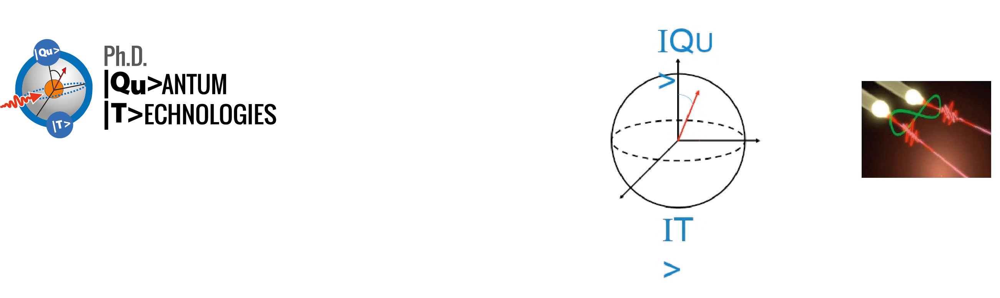 |Qu>
|T>
Ph.D.
|Qu>ANTUM
|T>ECHNOLOGIES
IQU
>
IT
>